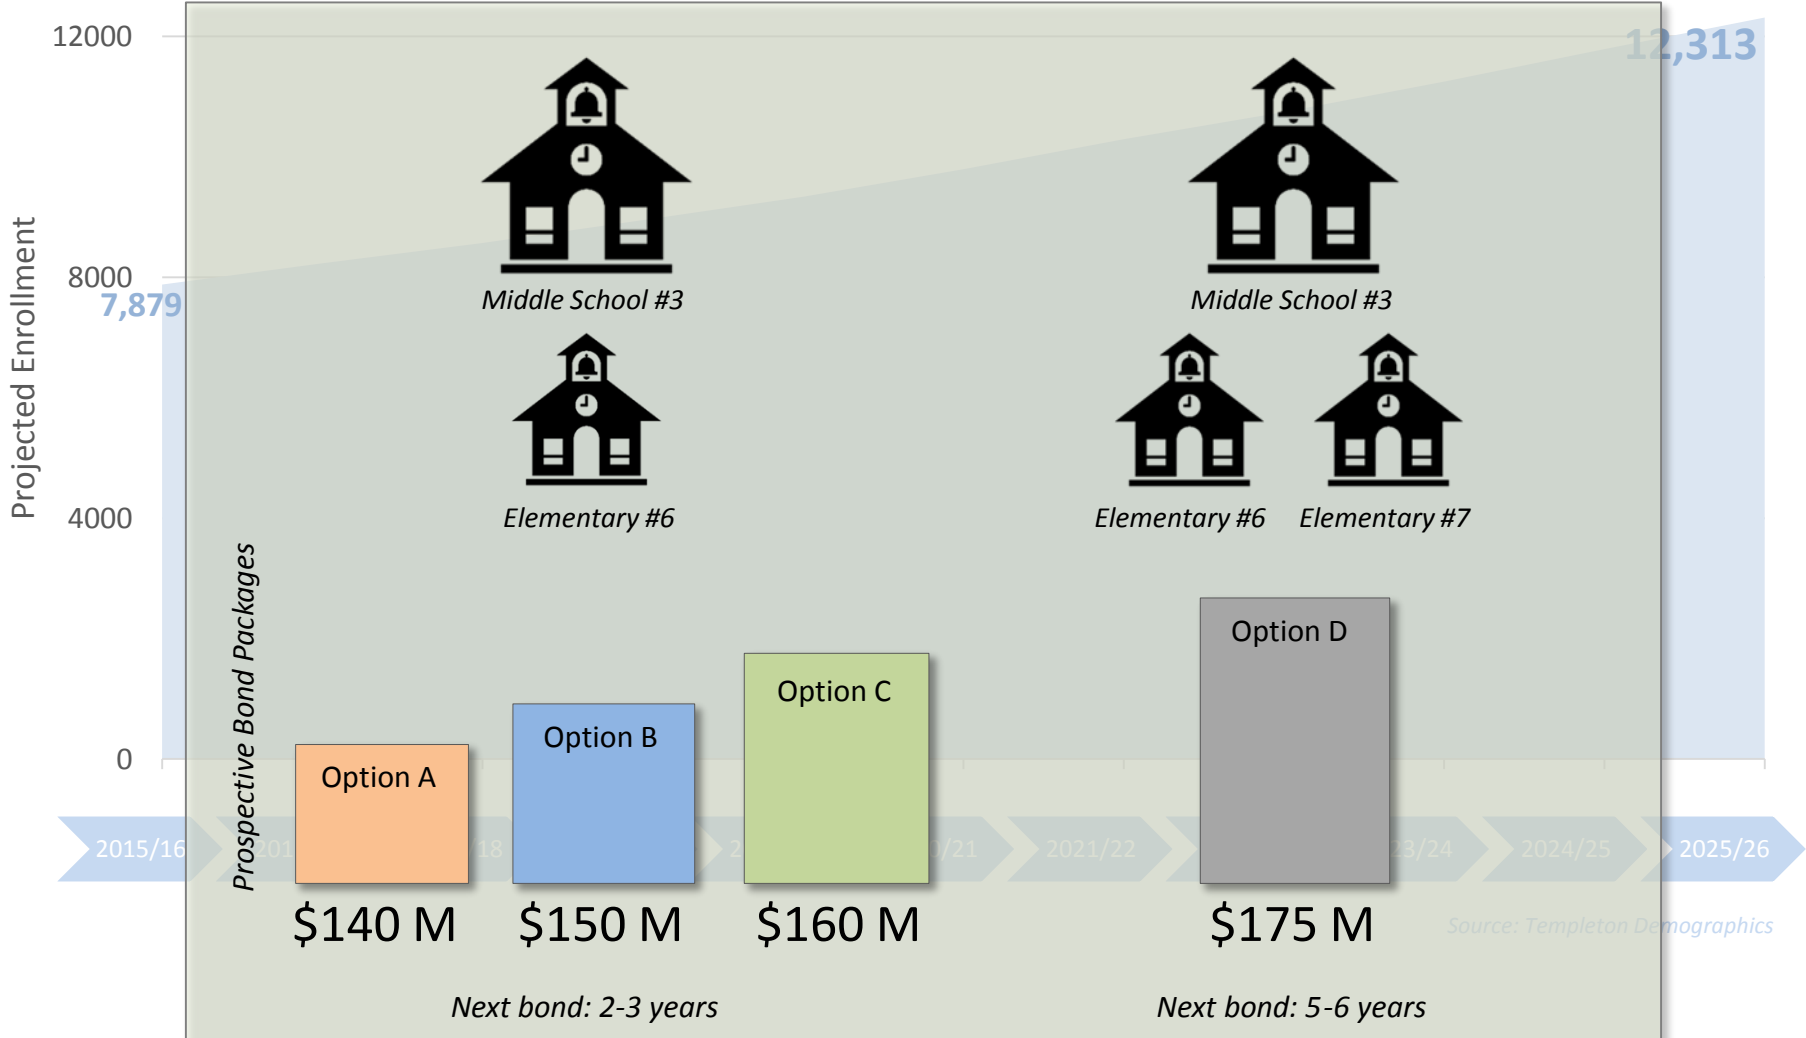 12000
12,313
Projected Enrollment
8000
7,879
Middle School #3
Middle School #3
4000
Elementary #6
Elementary #6
Elementary #7
Prospective Bond Packages
0
Option A
Option B
Option C
Option D
2015/16
2021/22
2024/25
2025/26
$140 M
$150 M
$160 M
$175 M
Source: Templeton Demographics
Next bond: 2-3 years
Next bond: 5-6 years